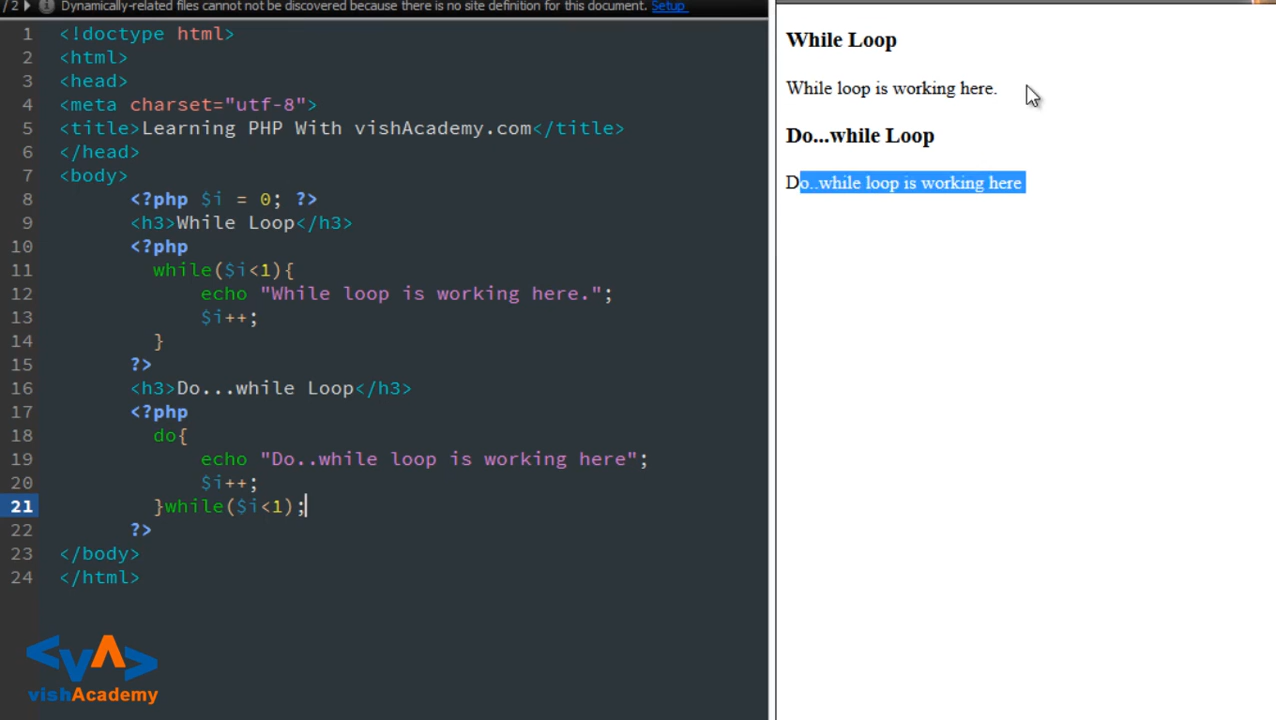 / 2 Dynamically-related files cannot not be discovered because there is no site definition for this document. Setup
1 <!doctype html>
2 <html>
3 <head>
4 <meta charset="utf-8">
5 <title>Learning PHP With vishAcademy.com</title>
6 </head>
7 <body>
8 <?php $i = 0; ?>
9 <h3>While Loop</h3>
10 <?php
11 while($i<1){
12 echo "While loop is working here.";
13 $i++;
14 }
15 ?>
16 <h3>Do...while Loop</h3>
17 <?php
18 do{
19 echo "Do..while loop is working here";
20 $i++;
21 }while($i<1);
22 ?>
23 </body>
24 </html>
<VA>
vishAcademy
While Loop
While loop is working here.
Do...while Loop
Do..while loop is working here